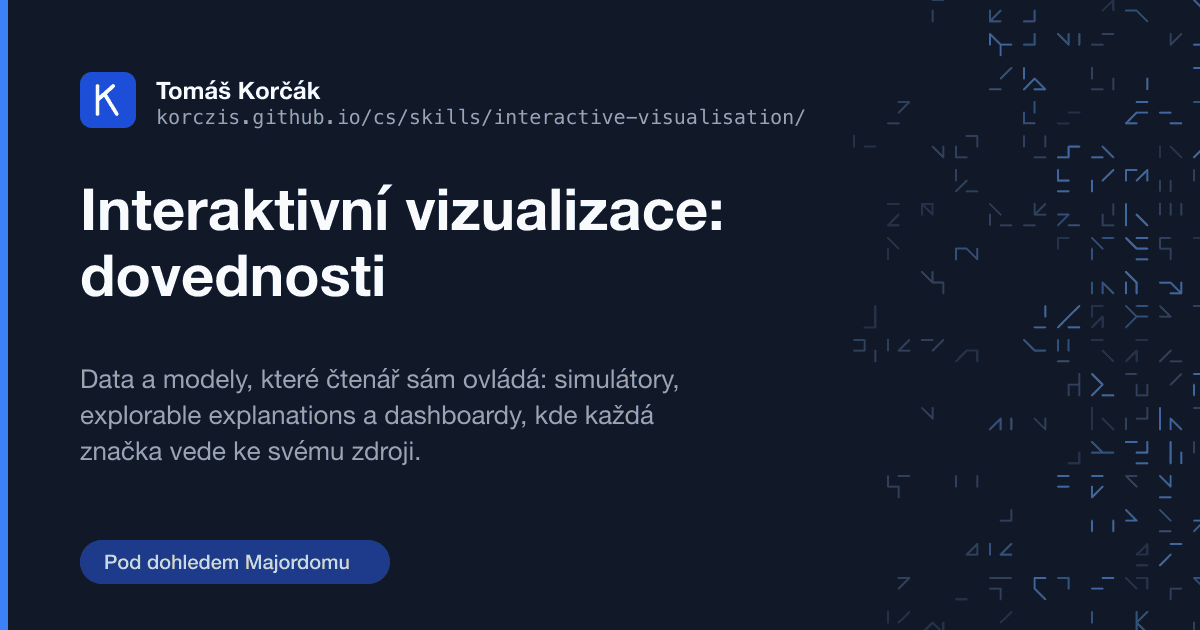 Tomáš Korčák
korczis.github.io/cs/skills/interactive-visualisation/
Interaktivní vizualizace:
dovednosti
Data a modely, které čtenář sám ovládá: simulátory,
explorable explanations a dashboardy, kde každá
značka vede ke svému zdroji.
Pod dohledem Majordomu